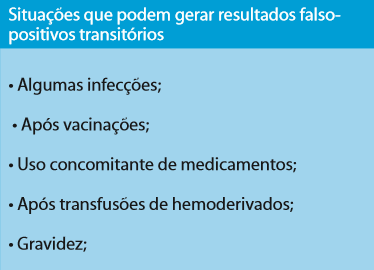 Situações que podem gerar resultados falso-
positivos transitórios
• Algumas infecções;
• Após vacinações;
• Uso concomitante de medicamentos;
• Após transfusões de hemoderivados;
• Gravidez;